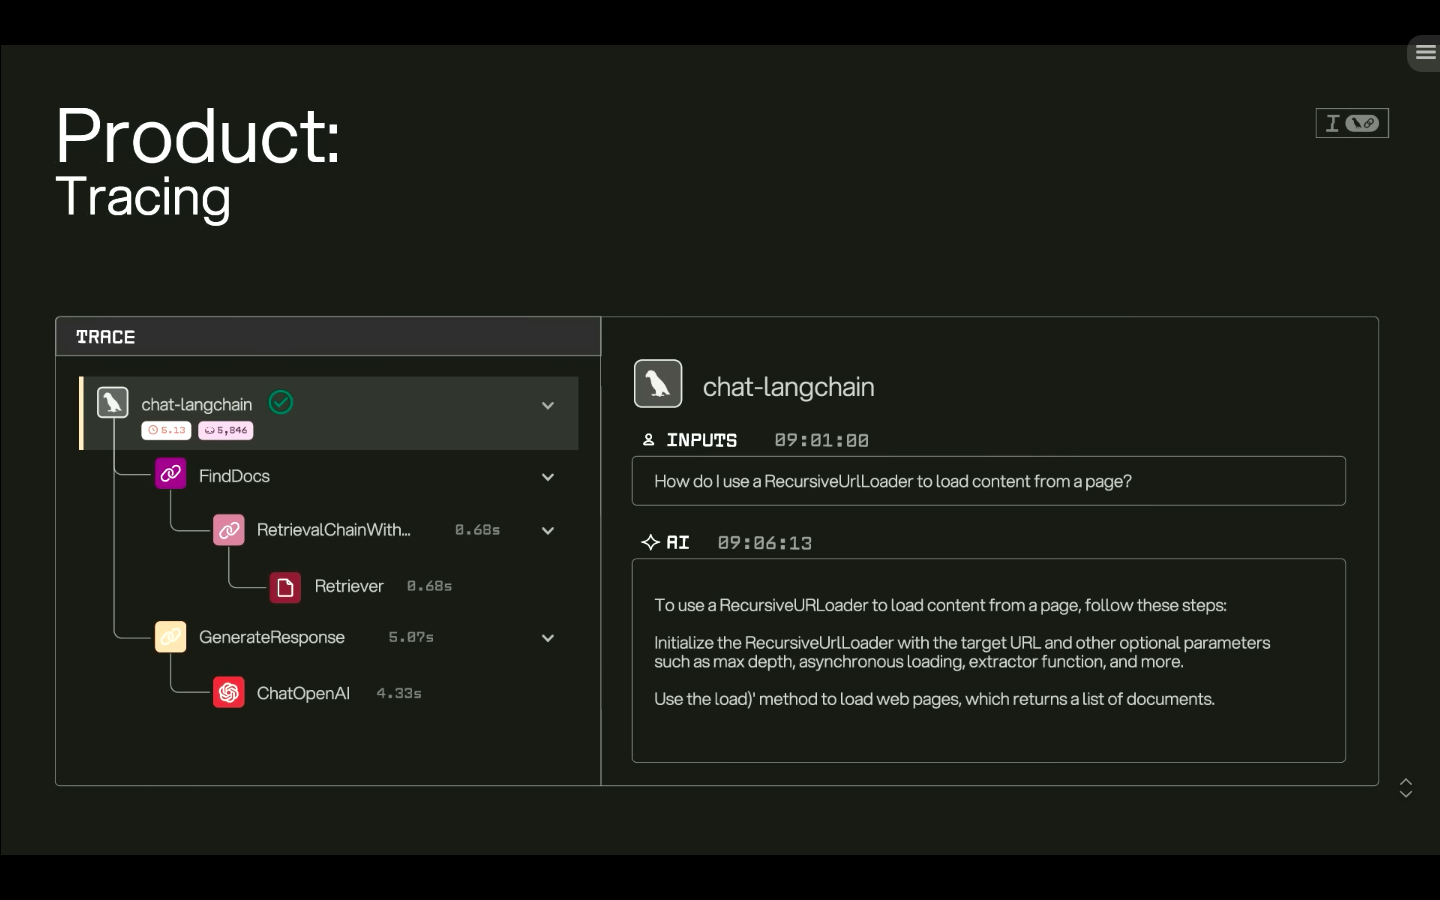 Product:
Tracing
I
TRACE
chat-langchain
5.13 5,846
FindDocs
RetrievalChainWith... 0.68s
Retriever 0.68s
GenerateResponse 5.07s
ChatOpenAI 4.33s
chat-langchain
INPUTS 09:01:00
How do I use a RecursiveUrlLoader to load content from a page?
AI 09:06:13
To use a RecursiveURLoader to load content from a page, follow these steps:
Initialize the RecursiveUrlLoader with the target URL and other optional parameters
such as max depth, asynchronous loading, extractor function, and more.
Use the load)' method to load web pages, which returns a list of documents.